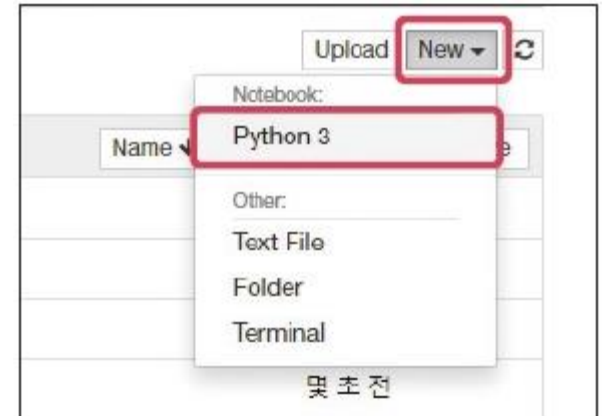 Upload New
Notebook:
Name Python 3 e
Other:
Text File
Folder
Terminal
몇 초 전